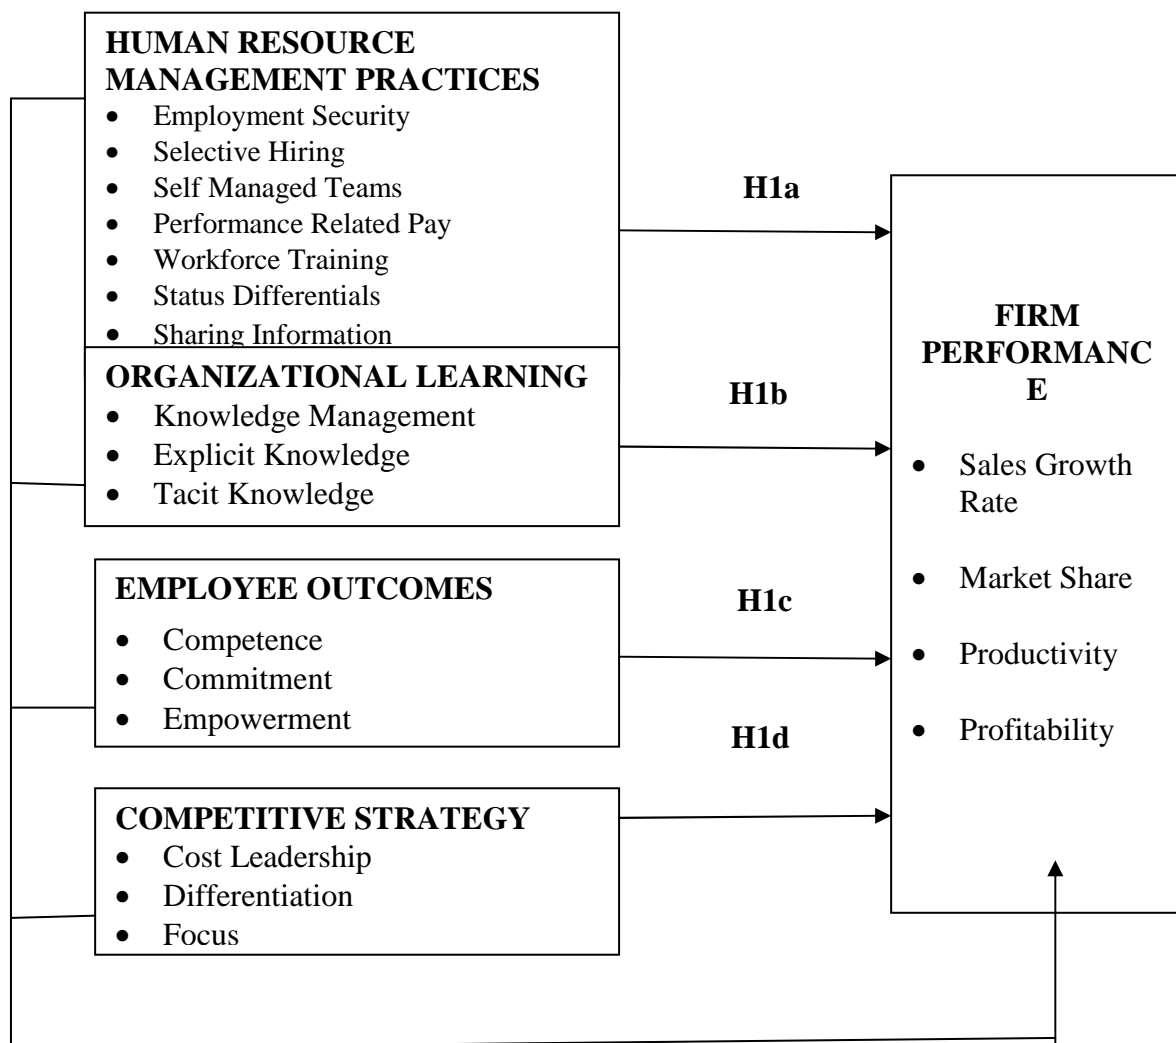 HUMAN RESOURCE
MANAGEMENT PRACTICES
• Employment Security
• Selective Hiring
• Self Managed Teams
• Performance Related Pay
• Workforce Training
• Status Differentials
• Sharing Information
ORGANIZATIONAL LEARNING
• Knowledge Management
• Explicit Knowledge
• Tacit Knowledge
EMPLOYEE OUTCOMES
• Competence
• Commitment
• Empowerment
COMPETITIVE STRATEGY
• Cost Leadership
• Differentiation
• Focus
H1a
H1b
H1c
H1d
FIRM
PERFORMANC
E
• Sales Growth
Rate
• Market Share
• Productivity
• Profitability